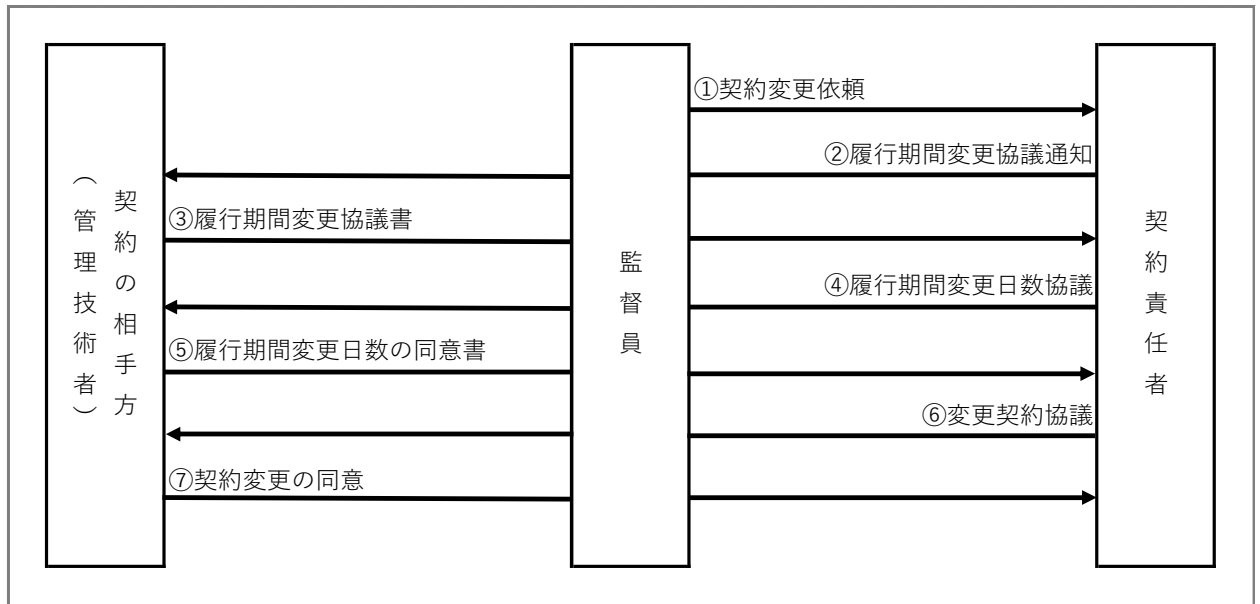 ①契約変更依頼
②履行期間変更協議通知
③履行期間変更協議書
④履行期間変更日数協議
⑤履行期間変更日数の同意書
⑥変更契約協議
⑦契約変更の同意
契約の相手方
（管理技術者）
監督員
契約責任者